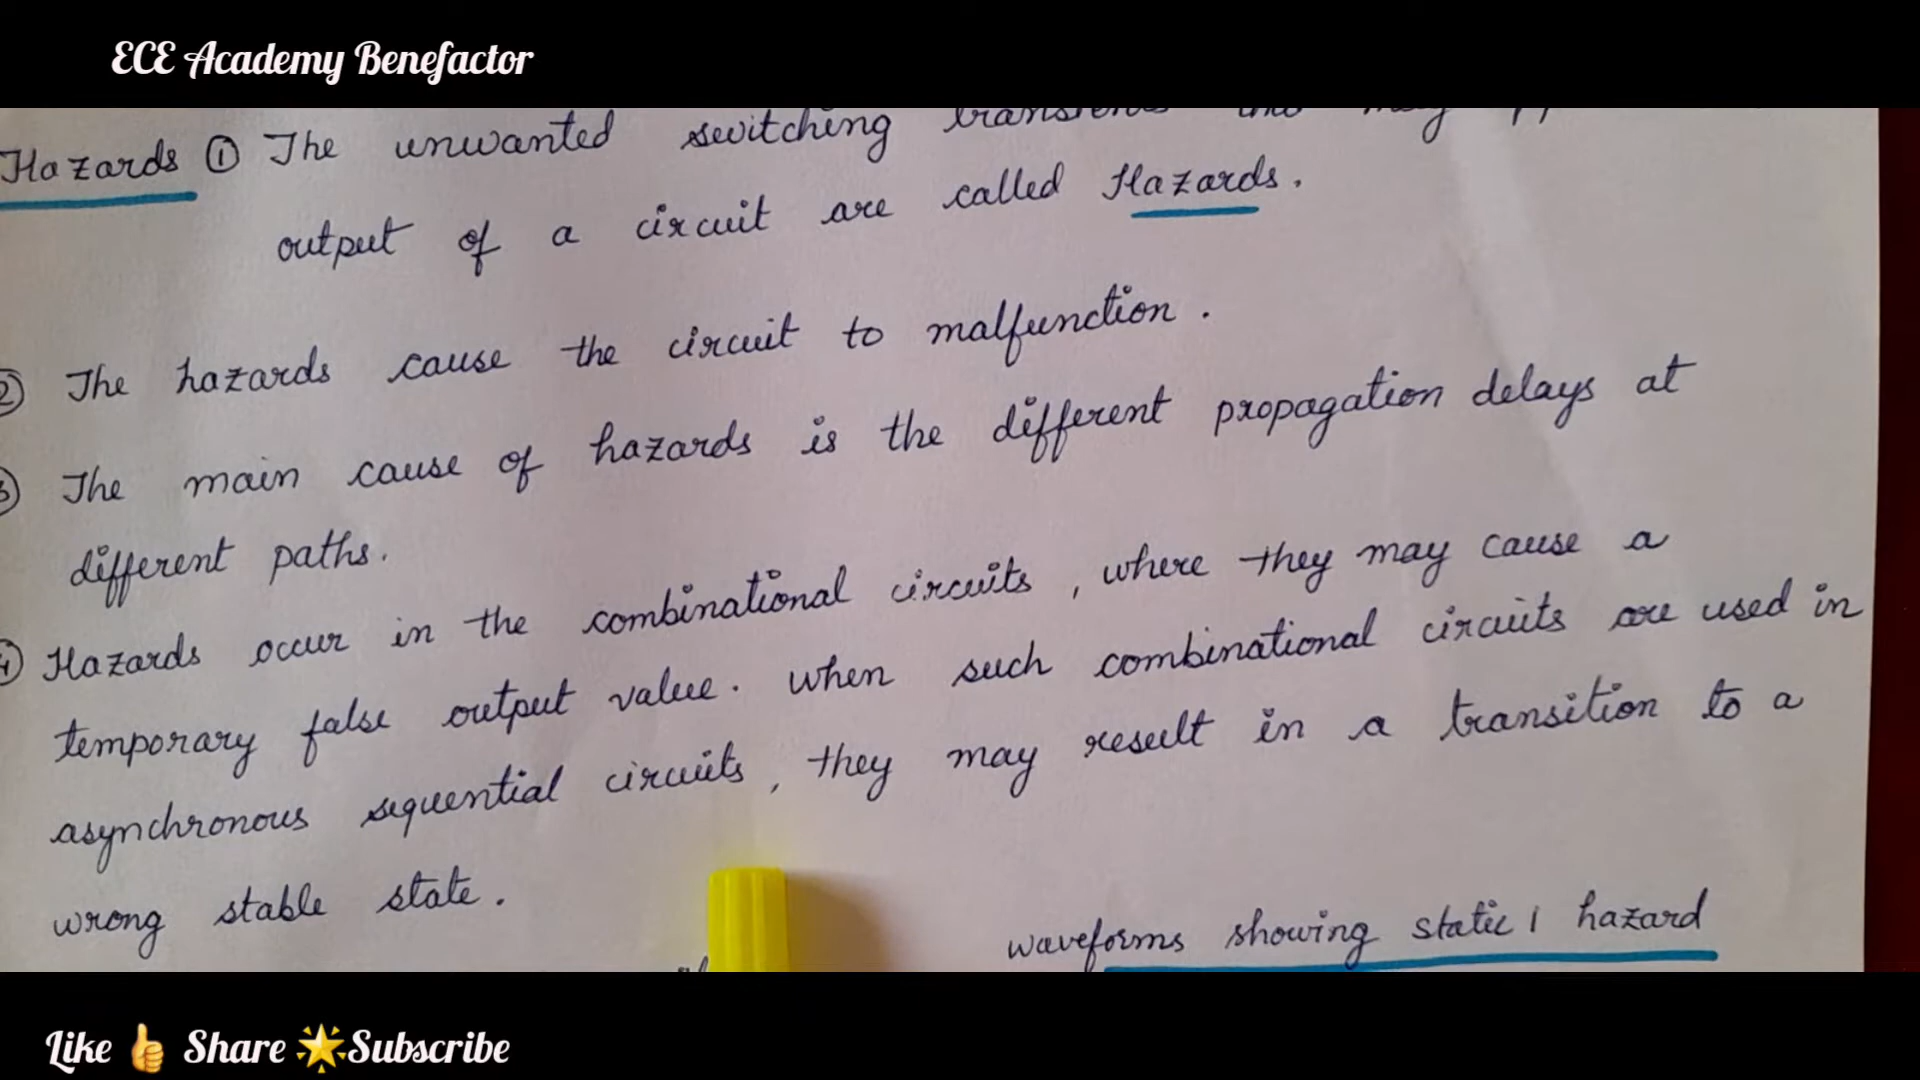 ECE Academy Benefactor
Hazards ① The unwanted switching may
output of a circuit are called Hazards.
② The hazards cause the circuit to malfunction.
③ The main cause of hazards is the different propagation delays at
different paths.
④ Hazards occur in the combinational circuits, where they may cause a
temporary false output value. When such combinational circuits are used in
asynchronous sequential circuits, they may result in a transition to a
wrong stable state.
waveforms showing static 1 hazard
Like 👍 Share 🌟Subscribe